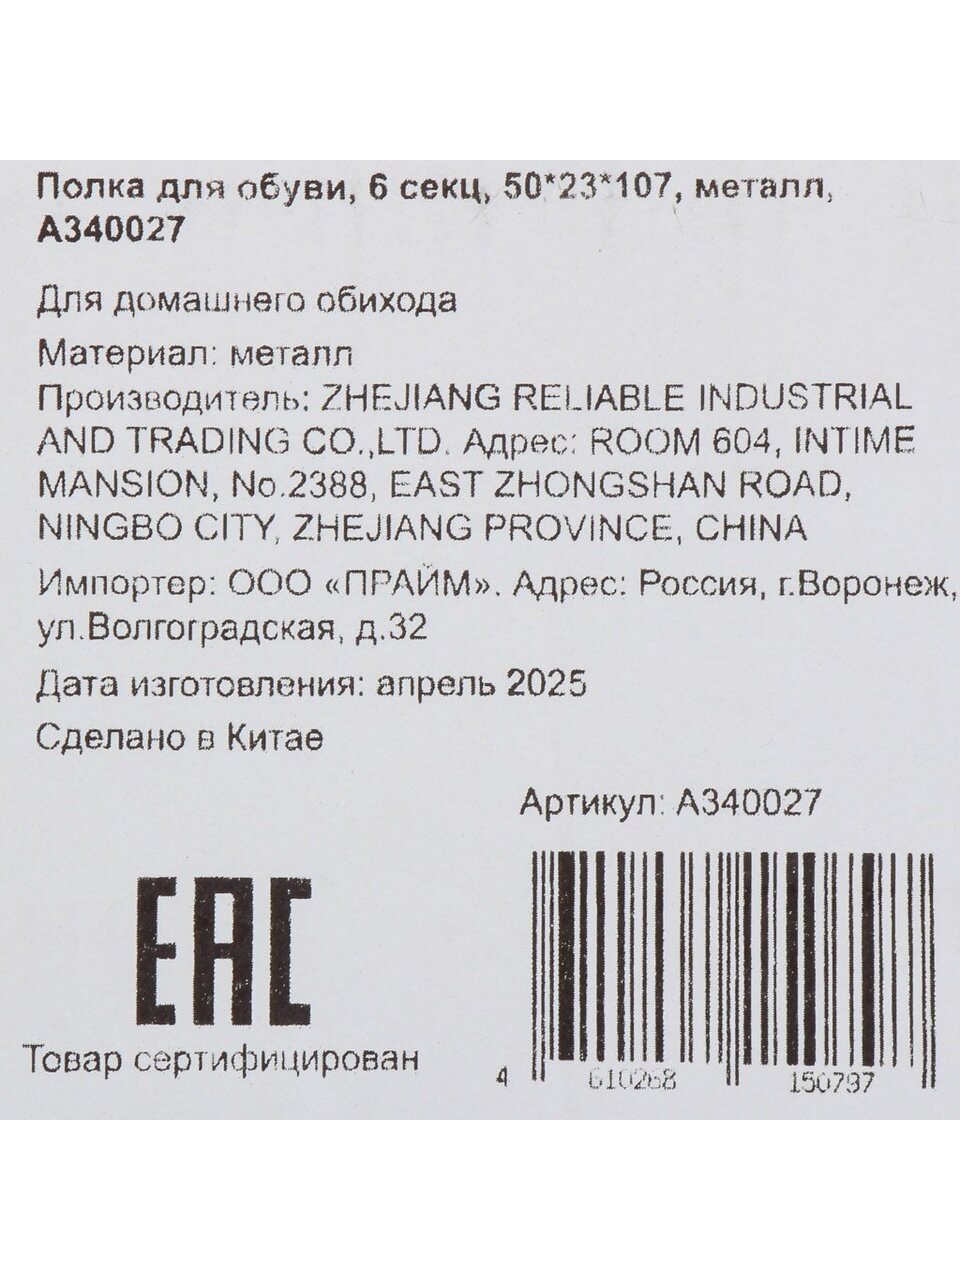 Полка для обуви, 6 секц, 50*23*107, металл,
А340027
Для домашнего обихода
Материал: металл
Производитель: ZHEJIANG RELIABLE INDUSTRIAL
AND TRADING CO.,LTD. Адрес: ROOM 604, INTIME
MANSION, No.2388, EAST ZHONGSHAN ROAD,
NINGBO CITY, ZHEJIANG PROVINCE, CHINA
Импортер: ООО «ПРАЙМ». Адрес: Россия, г.Воронеж,
ул.Волгоградская, д.32
Дата изготовления: апрель 2025
Сделано в Китае
Артикул: А340027
ЕАС
Товар сертифицирован
4 610268 150797